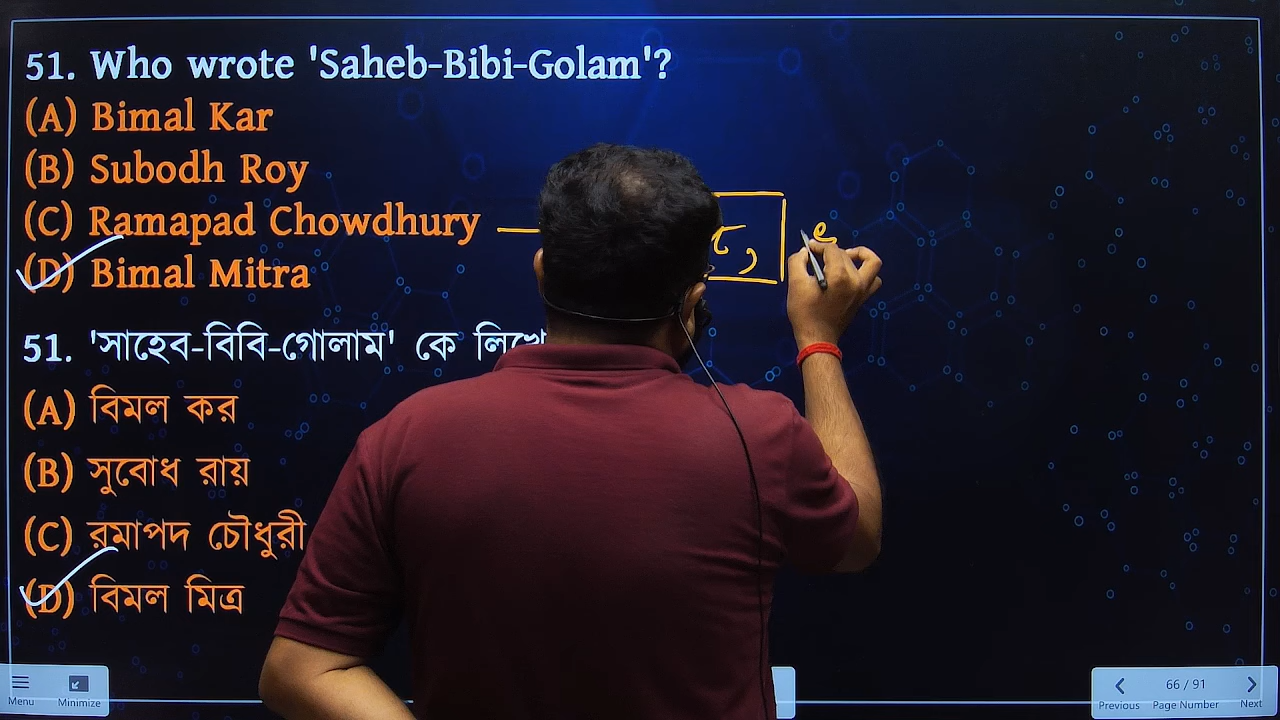 51. Who wrote 'Saheb-Bibi-Golam'?
(A) Bimal Kar
(B) Subodh Roy
(C) Ramapad Chowdhury
(D) Bimal Mitra
51. 'সাহেব-বিবি-গোলাম' কে
(A) বিমল কর
(B) সুবোধ রায়
(C) রমাপদ চৌধুরী
(D) বিমল মিত্র
Menu
Minimize
Previous
66 / 91
Page Number
Next